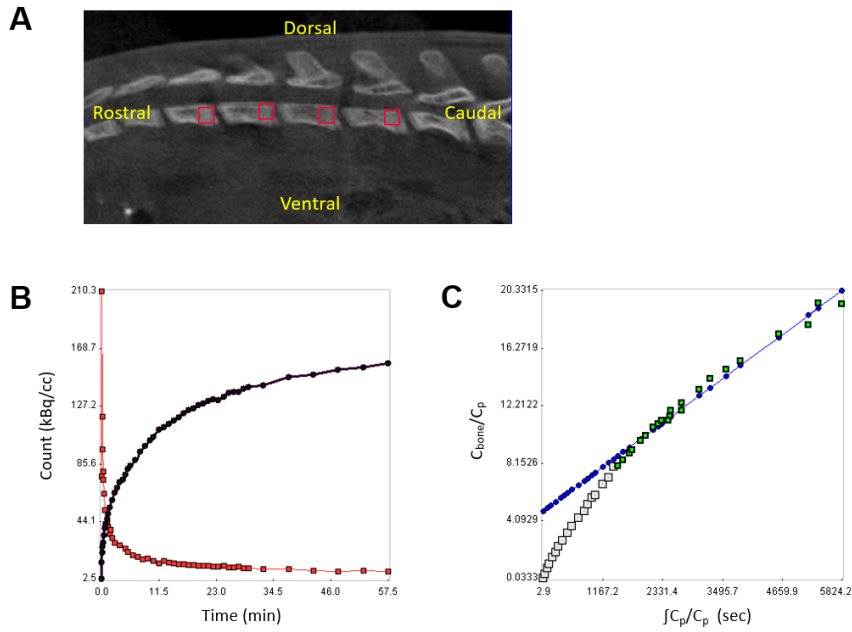 A
Dorsal
Rostral
Caudal
Ventral
B
210.3
168.7
127.2
85.6
44.1
2.5
Count (kBq/cc)
0.0 11.5 23.0 34.5 46.0 57.5
Time (min)
C
20.3315
16.2719
12.2122
8.1526
4.0929
0.0333
Cbone/Cp
2.9 1167.2 2331.4 3495.7 4659.9 5824.2
∫Cp/Cp (sec)